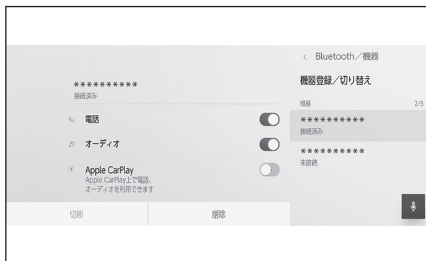 **********
接続済み
電話
オーディオ
Apple CarPlay
Apple CarPlay上で電話、
オーディオを利用できます
切断
削除
‹ Bluetooth／機器
機器登録／切り替え
機器 2/5
**********
接続済み
**********
未接続